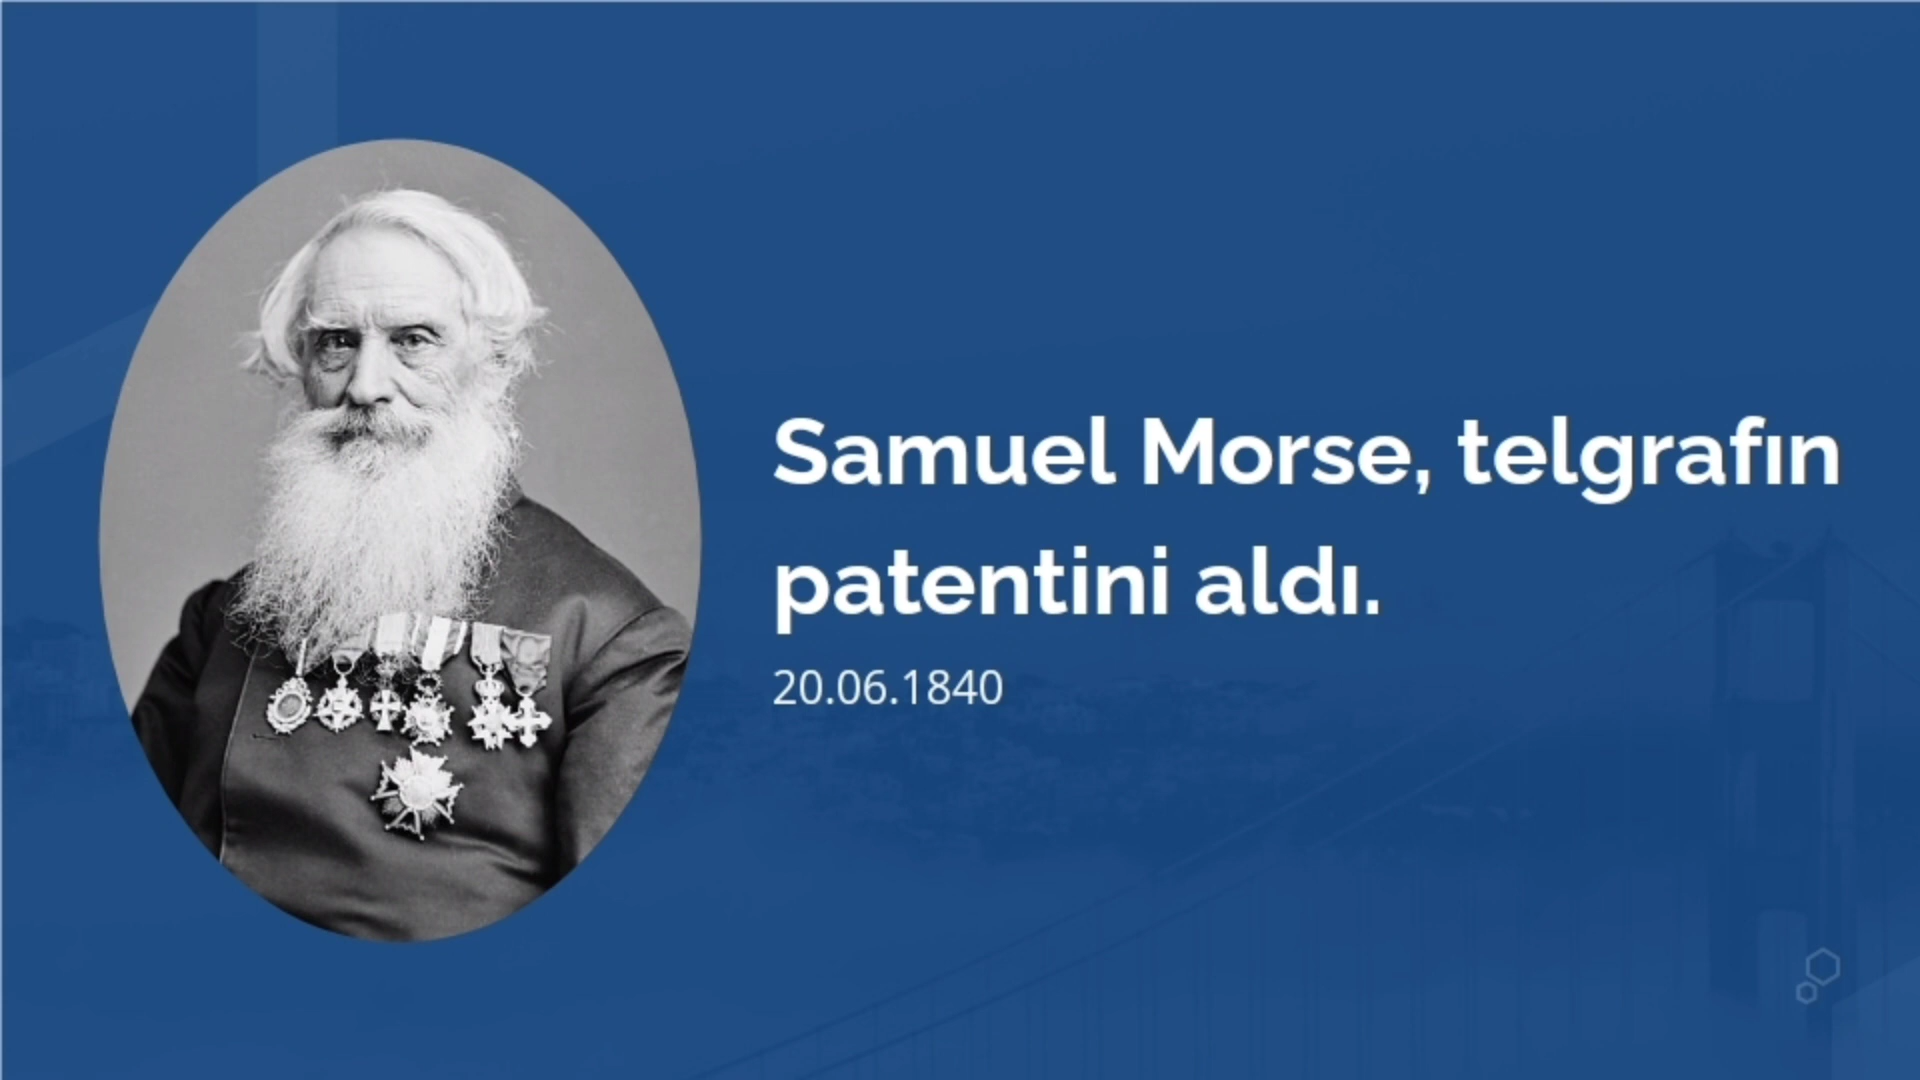 Samuel Morse, telgrafın
patentini aldı.
20.06.1840